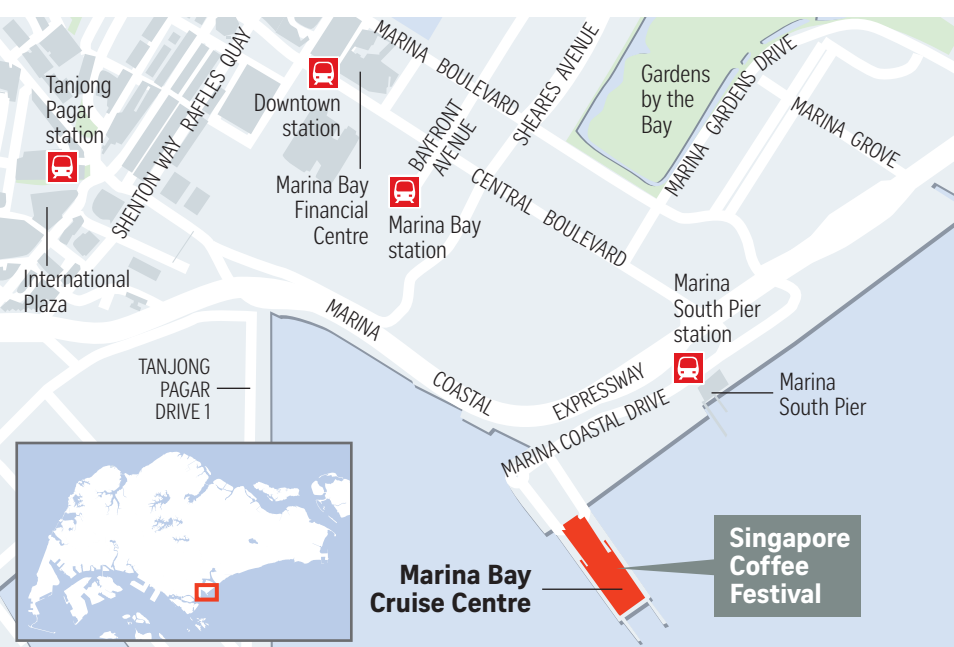 Tanjong
Pagar
station
SHENTON WAY
RAFFLES QUAY
Downtown
station
MARINA BOULEVARD
BAYFRONT
AVENUE
SHEARES AVENUE
Gardens
by the
Bay
MARINA GARDENS DRIVE
MARINA GROVE
Marina Bay
Financial
Centre
Marina Bay
station
CENTRAL BOULEVARD
International
Plaza
MARINA
COASTAL
EXPRESSWAY
Marina
South Pier
station
TANJONG
PAGAR
DRIVE 1
MARINA COASTAL DRIVE
Marina
South Pier
Marina Bay
Cruise Centre
Singapore
Coffee
Festival